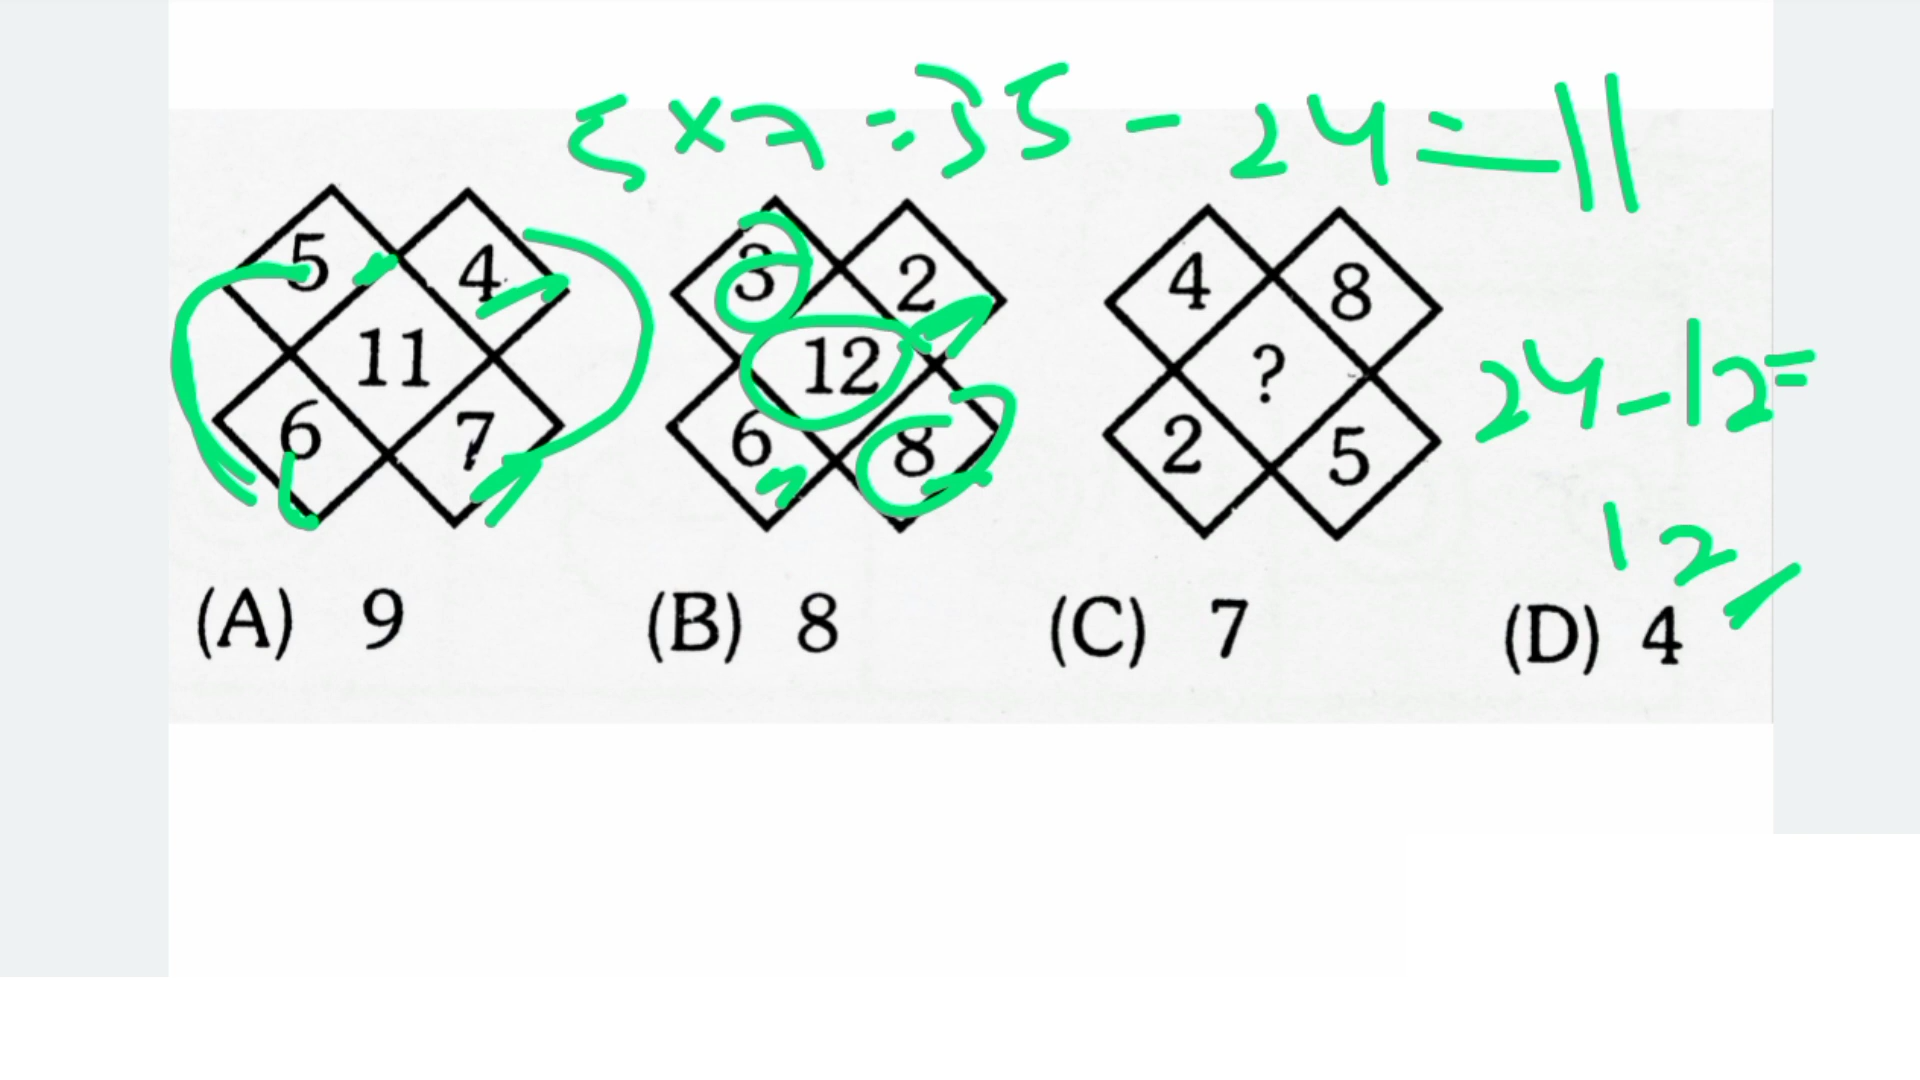 5 x 7 = 35 - 24 = 11
5 4 3 2 4 8
11 12 ?
24 - 12 =
6 7 6 8 2 5
12
(A) 9 (B) 8 (C) 7 (D) 4